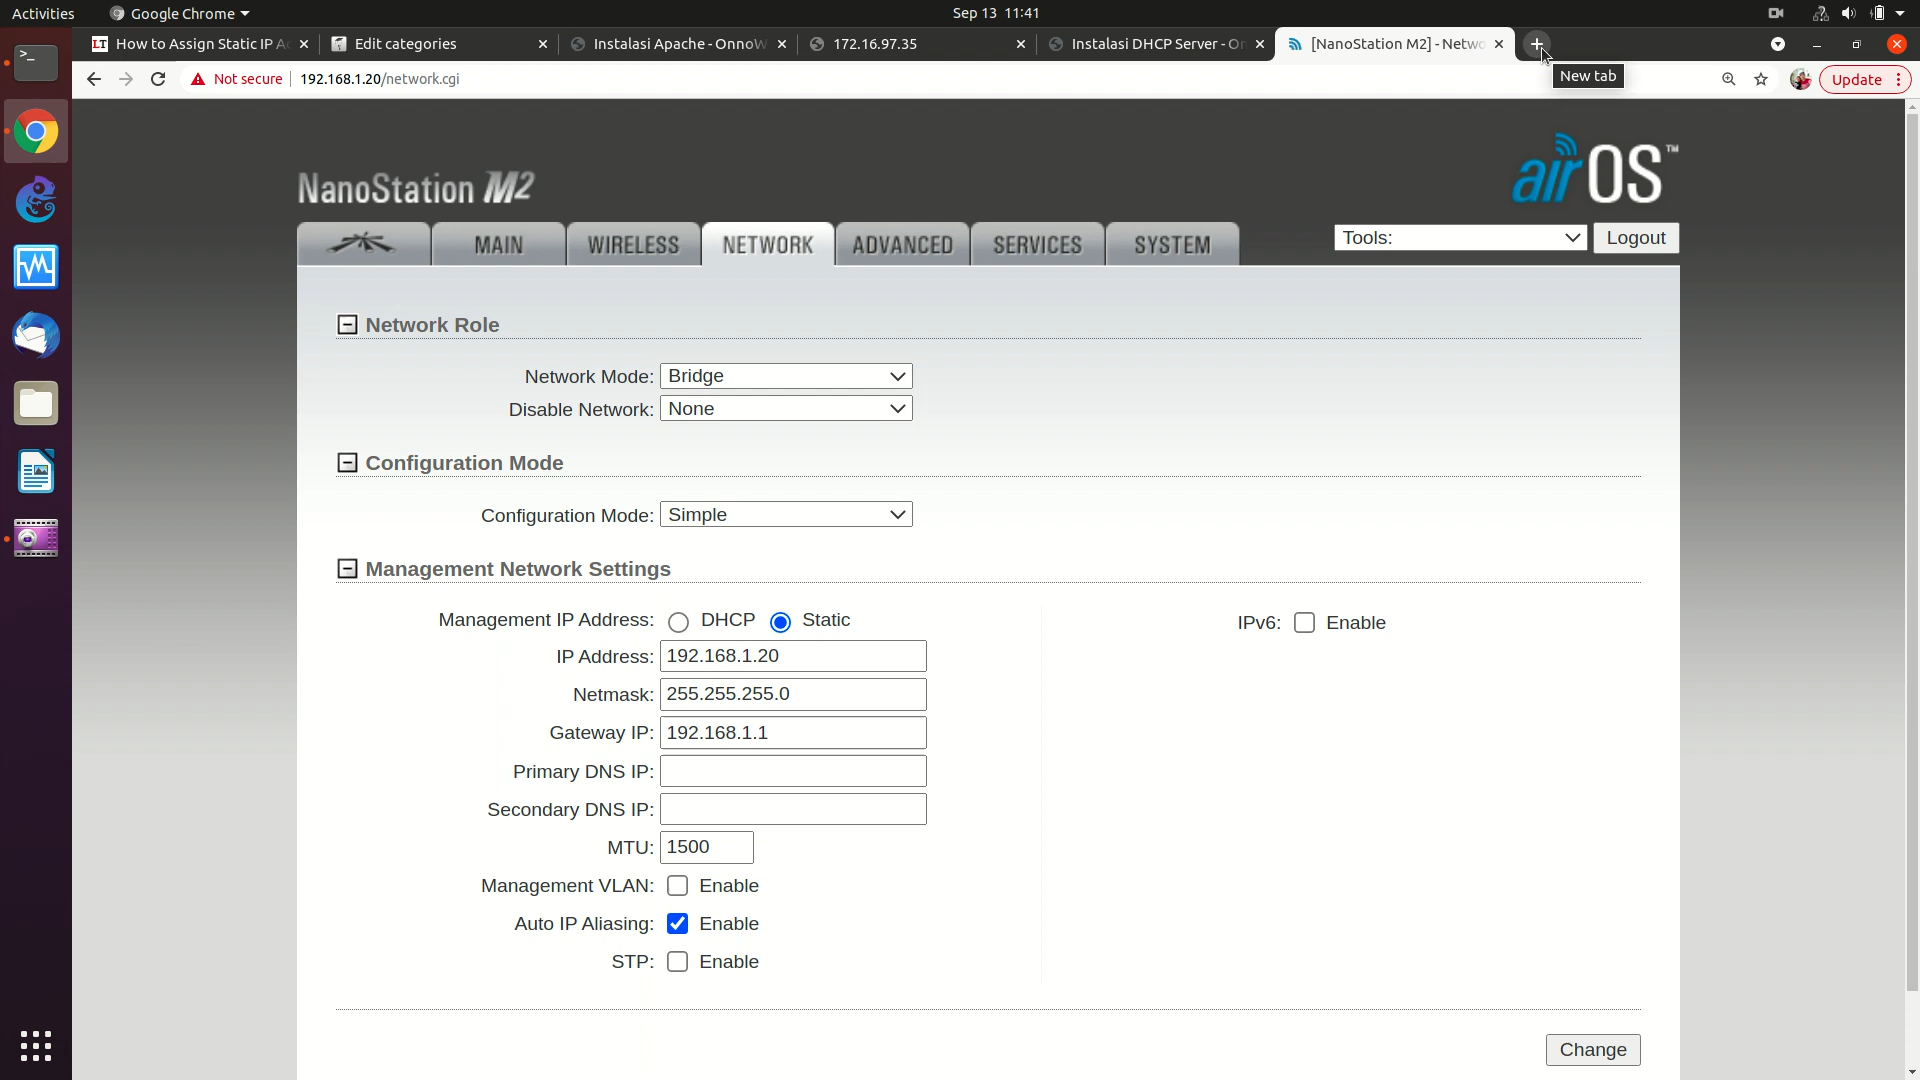 Activities
Google Chrome
Sep 13 11:41
LT How to Assign Static IP A
Edit categories
Instalasi Apache - OnnoW
172.16.97.35
Instalasi DHCP Server - O
[NanoStation M2] - Netwo
Not secure
192.168.1.20/network.cgi
New tab
Update
NanoStation M2
airOS™
MAIN
WIRELESS
NETWORK
ADVANCED
SERVICES
SYSTEM
Tools:
Logout
Network Role
Network Mode: Bridge
Disable Network: None
Configuration Mode
Configuration Mode: Simple
Management Network Settings
Management IP Address: DHCP Static
IPv6: Enable
IP Address: 192.168.1.20
Netmask: 255.255.255.0
Gateway IP: 192.168.1.1
Primary DNS IP:
Secondary DNS IP:
MTU: 1500
Management VLAN: Enable
Auto IP Aliasing: Enable
STP: Enable
Change